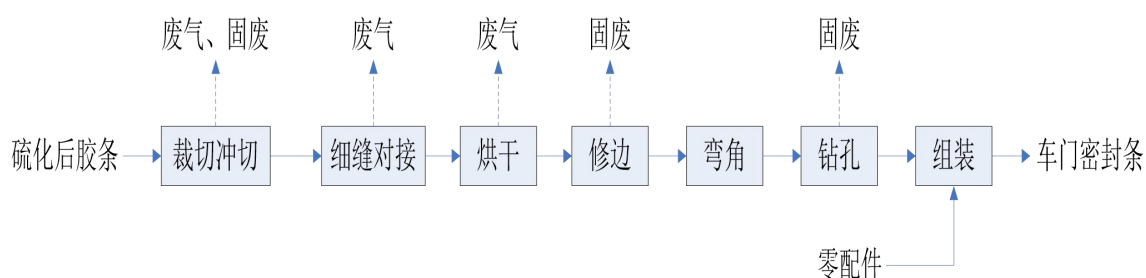 废气、固废 废气 废气 固废 固废
硫化后胶条 裁切冲切 细缝对接 烘干 修边 弯角 钻孔 组装 车门密封条
零配件